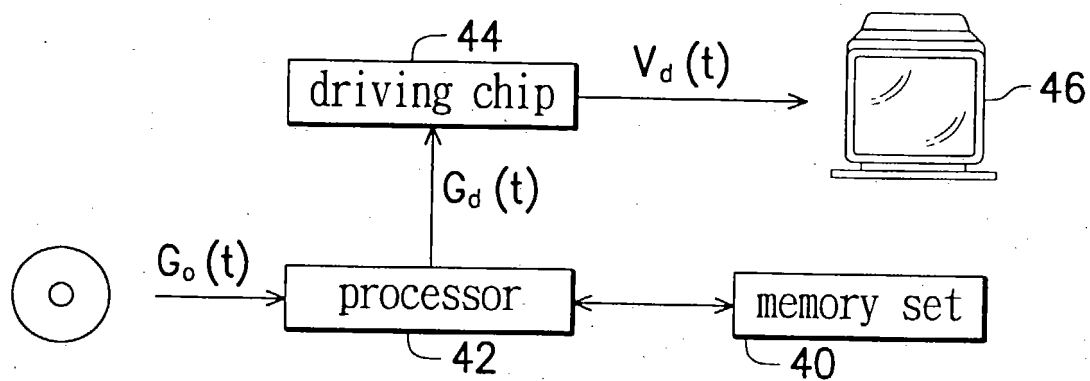 44
driving chip
V_d (t)
46
G_d (t)
G_o (t)
processor
memory set
42
40